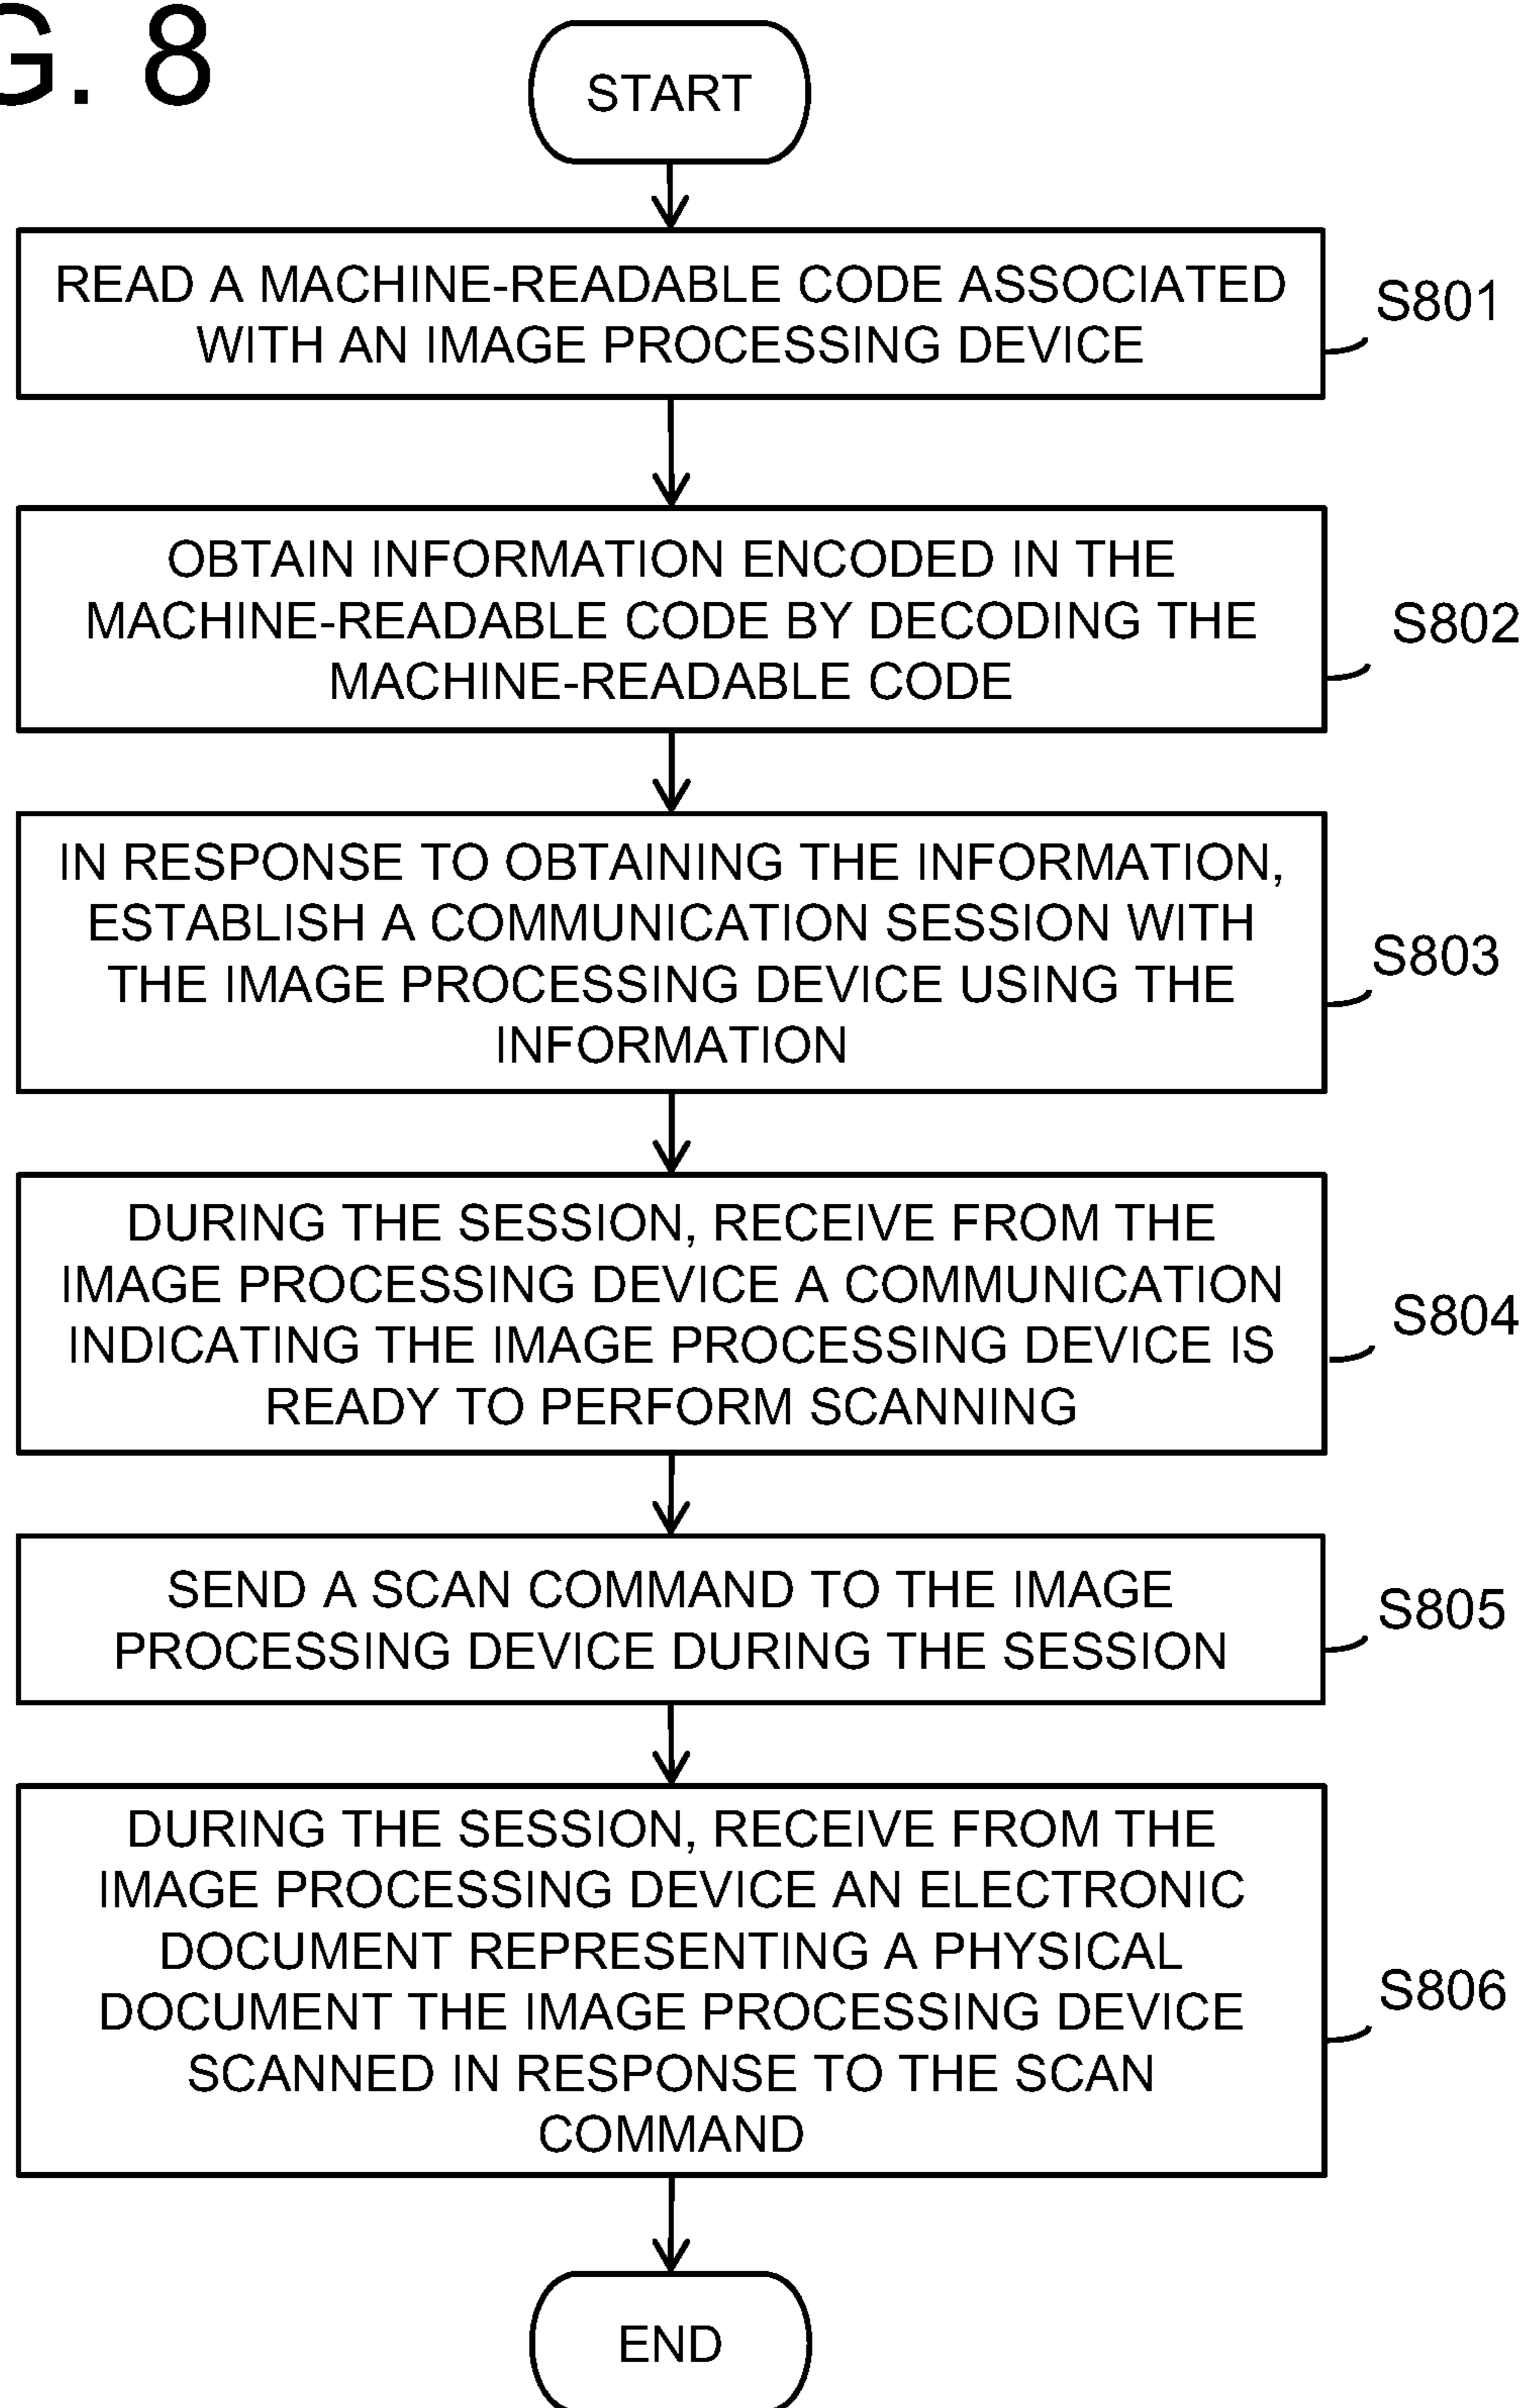 G. 8
START
READ A MACHINE-READABLE CODE ASSOCIATED
WITH AN IMAGE PROCESSING DEVICE
S801
OBTAIN INFORMATION ENCODED IN THE
MACHINE-READABLE CODE BY DECODING THE
MACHINE-READABLE CODE
S802
IN RESPONSE TO OBTAINING THE INFORMATION,
ESTABLISH A COMMUNICATION SESSION WITH
THE IMAGE PROCESSING DEVICE USING THE
INFORMATION
S803
DURING THE SESSION, RECEIVE FROM THE
IMAGE PROCESSING DEVICE A COMMUNICATION
INDICATING THE IMAGE PROCESSING DEVICE IS
READY TO PERFORM SCANNING
S804
SEND A SCAN COMMAND TO THE IMAGE
PROCESSING DEVICE DURING THE SESSION
S805
DURING THE SESSION, RECEIVE FROM THE
IMAGE PROCESSING DEVICE AN ELECTRONIC
DOCUMENT REPRESENTING A PHYSICAL
DOCUMENT THE IMAGE PROCESSING DEVICE
SCANNED IN RESPONSE TO THE SCAN
COMMAND
S806
END